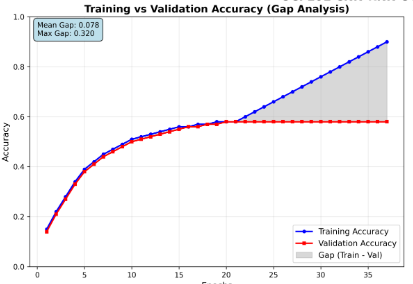 Training vs Validation Accuracy (Gap Analysis)
Mean Gap: 0.078
Max Gap: 0.320
1.0
0.8
0.6
0.4
0.2
0.0
Accuracy
Training Accuracy
Validation Accuracy
Gap (Train - Val)
0 5 10 15 20 25 30 35